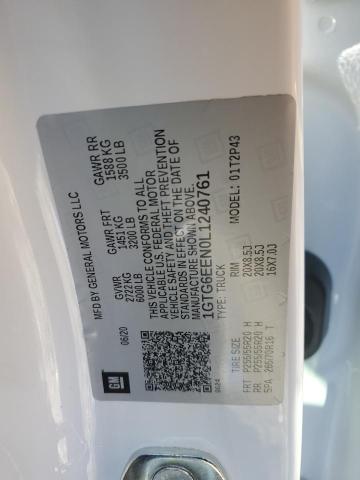 GM
MFD BY GENERAL MOTORS LLC
06/20
GVWR
2727 KG
6000 LB
GAWR FRT
1451 KG
3200 LB
GAWR RR
1588 KG
3500 LB
THIS VEHICLE CONFORMS TO ALL
APPLICABLE U.S. FEDERAL MOTOR
VEHICLE SAFETY AND THEFT PREVENTION
STANDARDS IN EFFECT ON THE DATE OF
MANUFACTURE SHOWN ABOVE.
1GTG6EEN0L1240761
TYPE: TRUCK
MODEL: 01T2P43
TIRE SIZE
RIM
FRT P255/55R20 H 20X8.5J
RR P255/55R20 H 20X8.5J
SPA 265/70R16 T 16X7.0J